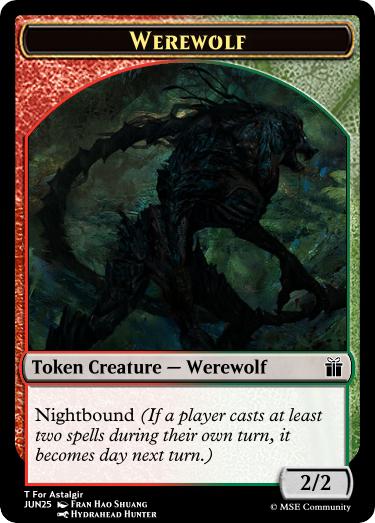 Werewolf
Token Creature — Werewolf
Nightbound (If a player casts at least
two spells during their own turn, it
becomes day next turn.)
2/2
T For Astalgir
JUN25 Fran Hao Shuang
Hydrahead Hunter
© MSE Community